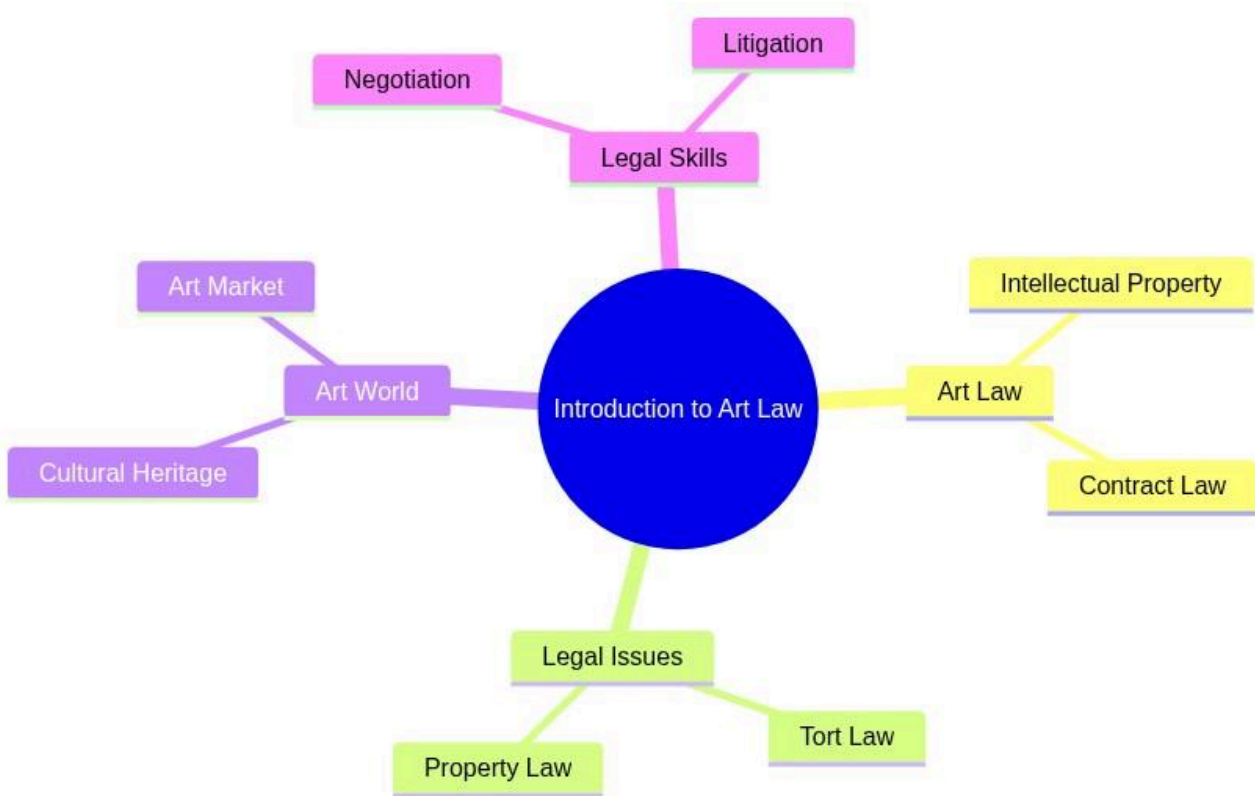 Litigation
Negotiation
Legal Skills
Art Market
Intellectual Property
Art World
Art Law
Introduction to Art Law
Cultural Heritage
Contract Law
Legal Issues
Tort Law
Property Law